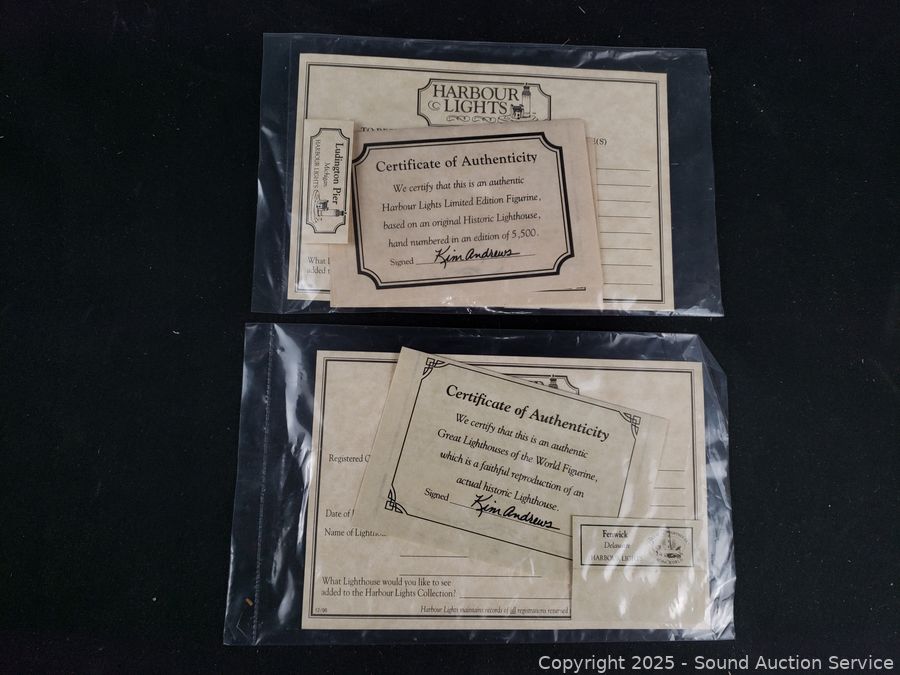 HARBOUR
LIGHTS
E(S)
Ludington Pier
Michigan
HARBOUR LIGHTS
Certificate of Authenticity
We certify that this is an authentic
Harbour Lights Limited Edition Figurine,
based on an original Historic Lighthouse,
hand numbered in an edition of 5,500.
Signed Kim Andrews
What
added t
Certificate of Authenticity
We certify that this is an authentic
Great Lighthouses of the World Figurine,
which is a faithful reproduction of an
actual historic Lighthouse.
Signed Kim Andrews
Registered
Date of
Name of
Fenwick
Delaware
HARBOUR LIGHTS
What Lighthouse would you like to see
added to the Harbour Lights Collection?
12/96
Harbour Lights maintains records of all registrations returned
Copyright 2025 - Sound Auction Service